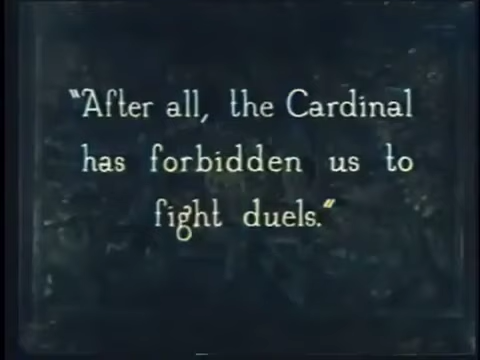 "After all, the Cardinal
has forbidden us to
fight duels."